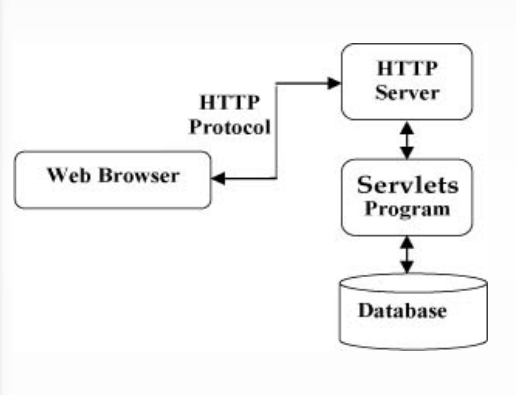 HTTP
Server
HTTP
Protocol
Web Browser
Servlets
Program
Database